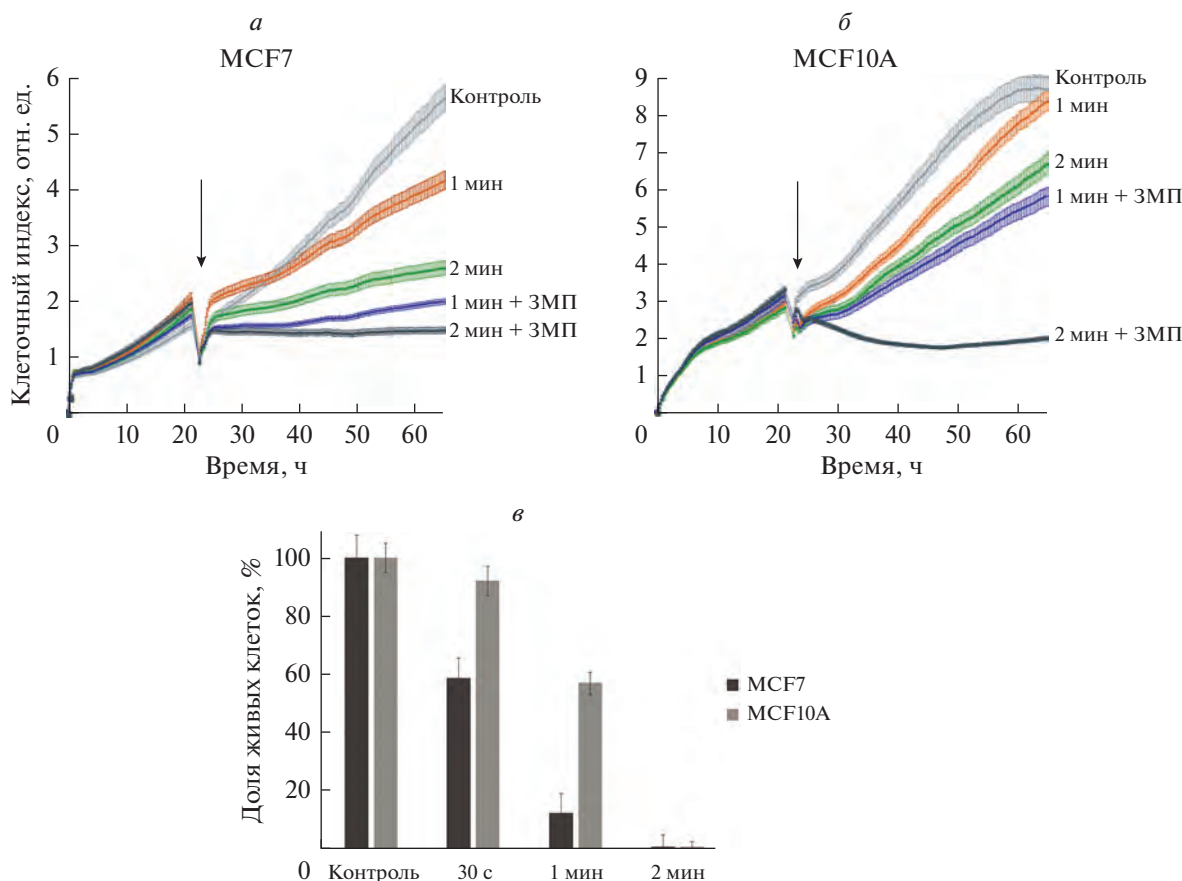 а
MCF7
Клеточный индекс, отн. ед.
6
5
4
3
2
1
0
10
20
30
40
50
60
Время, ч
Контроль
1 мин
2 мин
1 мин + ЗМП
2 мин + ЗМП
б
MCF10A
9
8
7
6
5
4
3
2
1
0
10
20
30
40
50
60
Время, ч
Контроль
1 мин
2 мин
1 мин + ЗМП
2 мин + ЗМП
в
Доля живых клеток, %
100
80
60
40
20
0
Контроль
30 с
1 мин
2 мин
MCF7
MCF10A